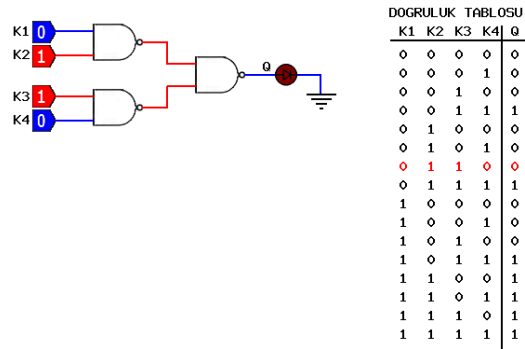 DOGRULUK TABLOSU
K1 K2 K3 K4 Q
0 0 0 0 0
0 0 0 1 0
0 0 1 0 0
0 0 1 1 1
0 1 0 0 0
0 1 0 1 0
0 1 1 0 0
0 1 1 1 1
1 0 0 0 0
1 0 0 1 0
1 0 1 0 0
1 0 1 1 1
1 1 0 0 1
1 1 0 1 1
1 1 1 0 1
1 1 1 1 1
K1 0
K2 1
K3 1
K4 0
Q